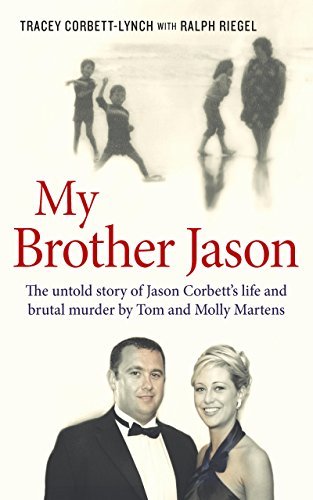 TRACEY CORBETT-LYNCH WITH RALPH RIEGEL
My
Brother Jason
The untold story of Jason Corbett's life and
brutal murder by Tom and Molly Martens